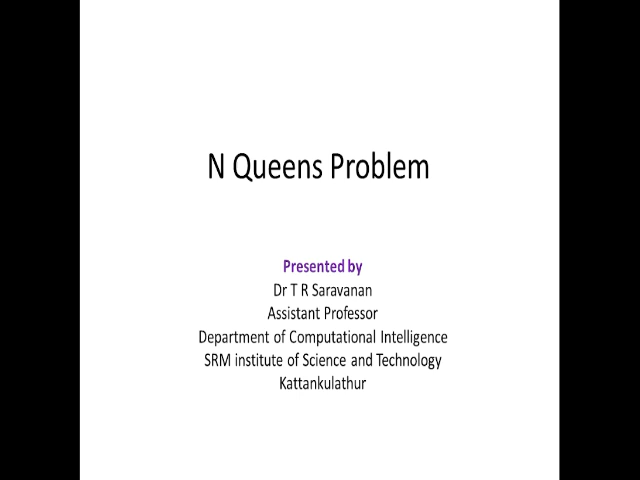 N Queens Problem
Presented by
Dr T R Saravanan
Assistant Professor
Department of Computational Intelligence
SRM institute of Science and Technology
Kattankulathur